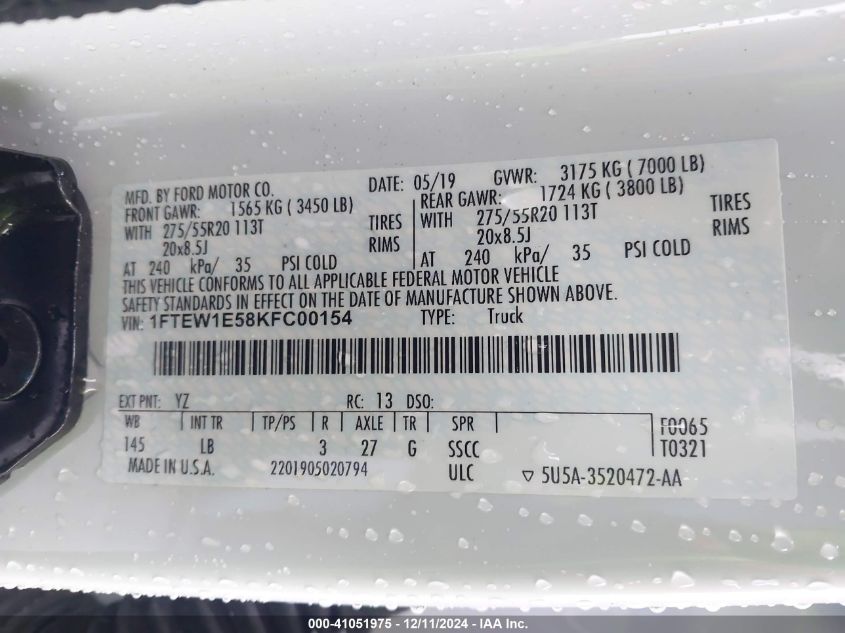 MFD. BY FORD MOTOR CO. DATE: 05/19 GVWR: 3175 KG ( 7000 LB)
FRONT GAWR: 1565 KG ( 3450 LB) REAR GAWR: 1724 KG ( 3800 LB)
WITH 275/55R20 113T TIRES WITH 275/55R20 113T TIRES
20x8.5J RIMS 20x8.5J RIMS
AT 240 kPa/ 35 PSI COLD AT 240 kPa/ 35 PSI COLD
THIS VEHICLE CONFORMS TO ALL APPLICABLE FEDERAL MOTOR VEHICLE
SAFETY STANDARDS IN EFFECT ON THE DATE OF MANUFACTURE SHOWN ABOVE.
VIN: 1FTEW1E58KFC00154 TYPE: Truck
EXT PNT: YZ RC: 13 DSO:
WB INT TR TP/PS R AXLE TR SPR F0065
145 LB 3 27 G SSCC T0321
MADE IN U.S.A. 2201905020794 ULC ▽ 5U5A-3520472-AA
000-41051975 - 12/11/2024 - IAA Inc.